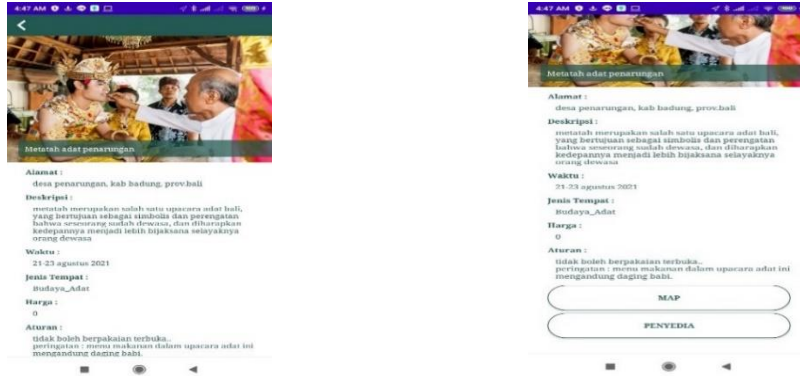 4:47 AM
Metatah adat penarungan
Alamat :
desa penarungan, kab badung, prov.bali
Deskripsi :
metatah merupakan salah satu upacara adat bali,
yang bertujuan sebagai simbolis dan perengatan
bahwa seseorang sudah dewasa, dan diharapkan
kedepannya menjadi lebih bijaksana selayaknya
orang dewasa
Waktu :
21-23 agustus 2021
Jenis Tempat :
Budaya_Adat
Harga :
0
Aturan :
tidak boleh berpakaian terbuka..
peringatan : menu makanan dalam upacara adat ini
mengandung daging babi.
4:47 AM
Metatah adat penarungan
Alamat :
desa penarungan, kab badung, prov.bali
Deskripsi :
metatah merupakan salah satu upacara adat bali,
yang bertujuan sebagai simbolis dan perengatan
bahwa seseorang sudah dewasa, dan diharapkan
kedepannya menjadi lebih bijaksana selayaknya
orang dewasa
Waktu :
21-23 agustus 2021
Jenis Tempat :
Budaya_Adat
Harga :
0
Aturan :
tidak boleh berpakaian terbuka..
peringatan : menu makanan dalam upacara adat ini
mengandung daging babi.
MAP
PENYEDIA